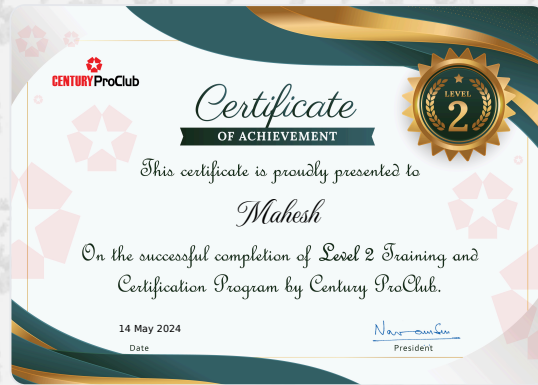 CENTURY ProClub
LEVEL
2
Certificate
OF ACHIEVEMENT
This certificate is proudly presented to
Mahesh
On the successful completion of Level 2 Training and
Certification Program by Century ProClub.
14 May 2024
Date
President